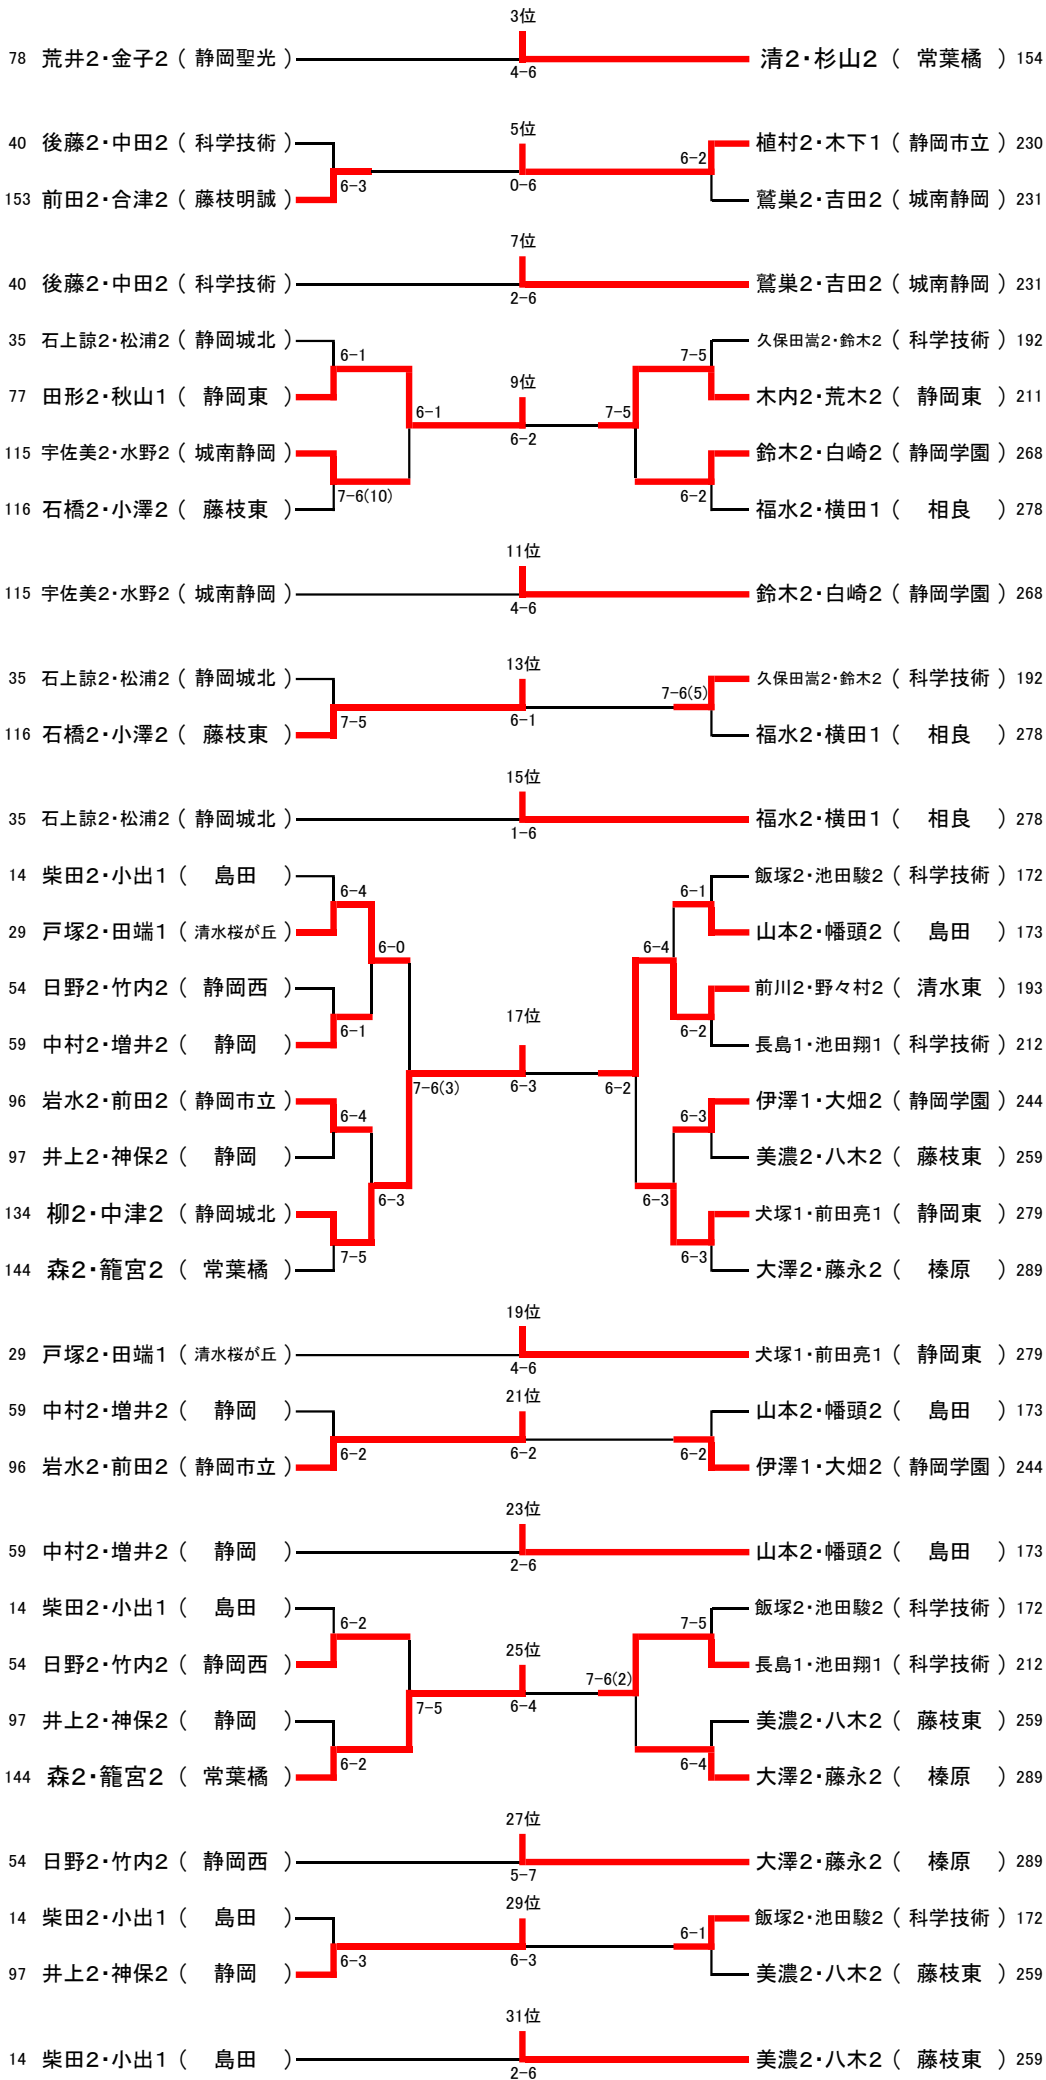 3位
78 荒井2・金子2 ( 静岡聖光 ) 清2・杉山2 ( 常葉橘 ) 154
4-6
5位
40 後藤2・中田2 ( 科学技術 ) 6-2 植村2・木下1 ( 静岡市立 ) 230
6-3 0-6
153 前田2・合津2 ( 藤枝明誠 ) 鷲巣2・吉田2 ( 城南静岡 ) 231
7位
40 後藤2・中田2 ( 科学技術 ) 鷲巣2・吉田2 ( 城南静岡 ) 231
2-6
35 石上諒2・松浦2 ( 静岡城北 ) 久保田嵩2・鈴木2 ( 科学技術 ) 192
6-1 7-5
9位
77 田形2・秋山1 ( 静岡東 ) 木内2・荒木2 ( 静岡東 ) 211
6-1 7-5
6-2
115 宇佐美2・水野2 ( 城南静岡 ) 鈴木2・白崎2 ( 静岡学園 ) 268
7-6(10) 6-2
116 石橋2・小澤2 ( 藤枝東 ) 福水2・横田1 ( 相良 ) 278
11位
115 宇佐美2・水野2 ( 城南静岡 ) 鈴木2・白崎2 ( 静岡学園 ) 268
4-6
13位
35 石上諒2・松浦2 ( 静岡城北 ) 久保田嵩2・鈴木2 ( 科学技術 ) 192
7-6(5)
7-5 6-1
116 石橋2・小澤2 ( 藤枝東 ) 福水2・横田1 ( 相良 ) 278
15位
35 石上諒2・松浦2 ( 静岡城北 ) 福水2・横田1 ( 相良 ) 278
1-6
14 柴田2・小出1 ( 島田 ) 飯塚2・池田駿2 ( 科学技術 ) 172
6-4 6-1
29 戸塚2・田端1 ( 清水桜が丘 ) 山本2・幡頭2 ( 島田 ) 173
6-0 6-4
54 日野2・竹内2 ( 静岡西 ) 前川2・野々村2 ( 清水東 ) 193
17位
6-1 6-2
59 中村2・増井2 ( 静岡 ) 長島1・池田翔1 ( 科学技術 ) 212
7-6(3) 6-3 6-2
96 岩水2・前田2 ( 静岡市立 ) 伊澤1・大畑2 ( 静岡学園 ) 244
6-4 6-3
97 井上2・神保2 ( 静岡 ) 美濃2・八木2 ( 藤枝東 ) 259
6-3 6-3
134 柳2・中津2 ( 静岡城北 ) 犬塚1・前田亮1 ( 静岡東 ) 279
7-5 6-3
144 森2・籠宮2 ( 常葉橘 ) 大澤2・藤永2 ( 榛原 ) 289
19位
29 戸塚2・田端1 ( 清水桜が丘 ) 犬塚1・前田亮1 ( 静岡東 ) 279
4-6
21位
59 中村2・増井2 ( 静岡 ) 山本2・幡頭2 ( 島田 ) 173
6-2 6-2 6-2
96 岩水2・前田2 ( 静岡市立 ) 伊澤1・大畑2 ( 静岡学園 ) 244
23位
59 中村2・増井2 ( 静岡 ) 山本2・幡頭2 ( 島田 ) 173
2-6
14 柴田2・小出1 ( 島田 ) 飯塚2・池田駿2 ( 科学技術 ) 172
6-2 7-5
25位
54 日野2・竹内2 ( 静岡西 ) 長島1・池田翔1 ( 科学技術 ) 212
7-6(2)
7-5 6-4
97 井上2・神保2 ( 静岡 ) 美濃2・八木2 ( 藤枝東 ) 259
6-2 6-4
144 森2・籠宮2 ( 常葉橘 ) 大澤2・藤永2 ( 榛原 ) 289
27位
54 日野2・竹内2 ( 静岡西 ) 大澤2・藤永2 ( 榛原 ) 289
5-7
29位
14 柴田2・小出1 ( 島田 ) 飯塚2・池田駿2 ( 科学技術 ) 172
6-1
6-3 6-3
97 井上2・神保2 ( 静岡 ) 美濃2・八木2 ( 藤枝東 ) 259
31位
14 柴田2・小出1 ( 島田 ) 美濃2・八木2 ( 藤枝東 ) 259
2-6